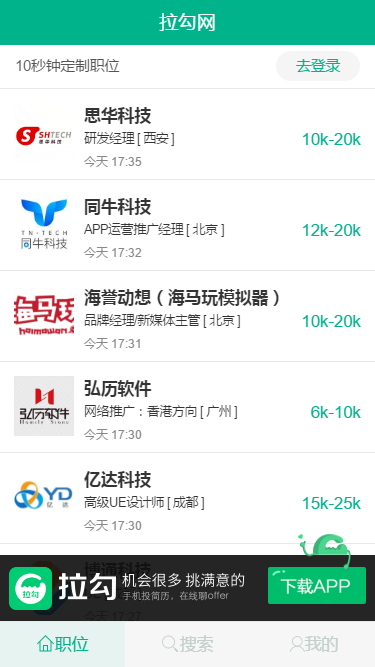 拉勾网
10秒钟定制职位
去登录
SHTECH
思华科技
思华科技
研发经理 [ 西安 ]
今天 17:35
10k-20k
TN-TECH
同牛科技
同牛科技
APP运营推广经理 [ 北京 ]
今天 17:32
12k-20k
海马玩
haimawan.com
海誉动想（海马玩模拟器）
品牌经理/新媒体主管 [ 北京 ]
今天 17:31
10k-20k
弘历软件
弘历软件
网络推广：香港方向 [ 广州 ]
今天 17:30
6k-10k
YD
亿达
亿达科技
高级UE设计师 [ 成都 ]
今天 17:30
15k-25k
博通科技
拉勾
拉勾
机会很多 挑满意的
手机投简历，在线聊offer
下载APP
职位
搜索
我的